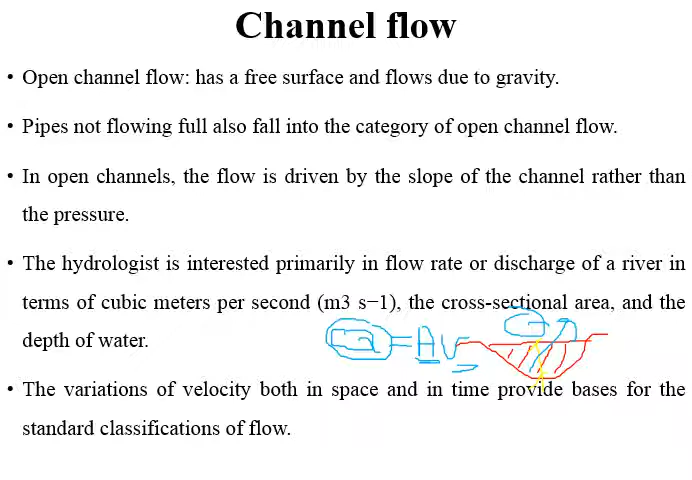 Channel flow
• Open channel flow: has a free surface and flows due to gravity.
• Pipes not flowing full also fall into the category of open channel flow.
• In open channels, the flow is driven by the slope of the channel rather than
the pressure.
• The hydrologist is interested primarily in flow rate or discharge of a river in
terms of cubic meters per second (m3 s−1), the cross-sectional area, and the
depth of water.
Q = AV
• The variations of velocity both in space and in time provide bases for the
standard classifications of flow.